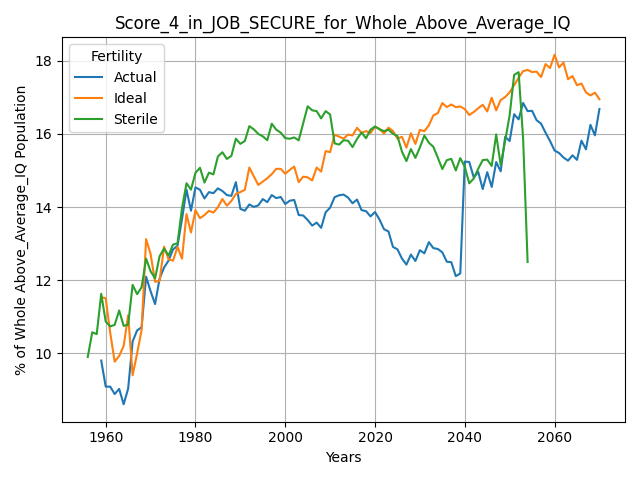 Score_4_in_JOB_SECURE_for_Whole_Above_Average_IQ
Fertility
Actual
Ideal
Sterile
% of Whole Above_Average_IQ Population
18
16
14
12
10
1960
1980
2000
2020
2040
2060
Years